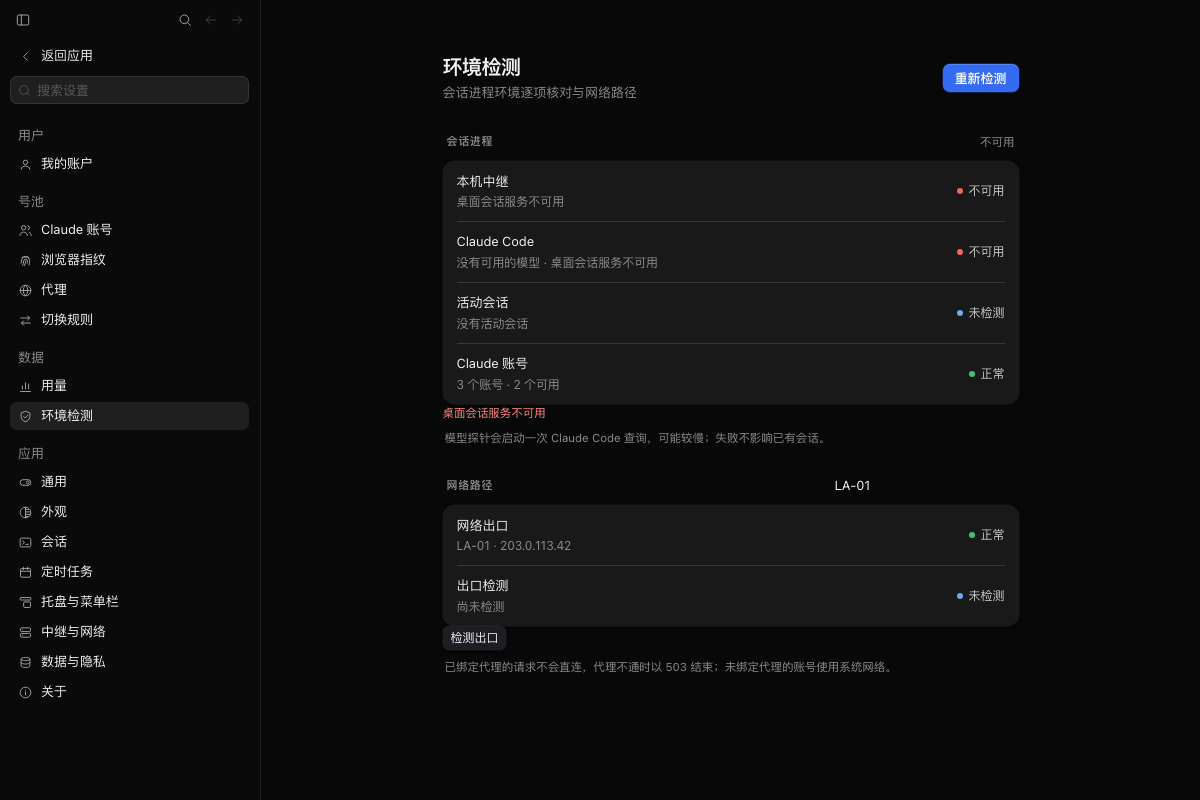 返回应用
搜索设置
用户
我的账户
号池
Claude 账号
浏览器指纹
代理
切换规则
数据
用量
环境检测
应用
通用
外观
会话
定时任务
托盘与菜单栏
中继与网络
数据与隐私
关于
环境检测
会话进程环境逐项核对与网络路径
重新检测
会话进程
不可用
本机中继
桌面会话服务不可用
不可用
Claude Code
没有可用的模型 · 桌面会话服务不可用
不可用
活动会话
没有活动会话
未检测
Claude 账号
3 个账号 · 2 个可用
正常
桌面会话服务不可用
模型探针会启动一次 Claude Code 查询，可能较慢；失败不影响已有会话。
网络路径
LA-01
网络出口
LA-01 · 203.0.113.42
正常
出口检测
尚未检测
未检测
检测出口
已绑定代理的请求不会直连，代理不通时以 503 结束；未绑定代理的账号使用系统网络。